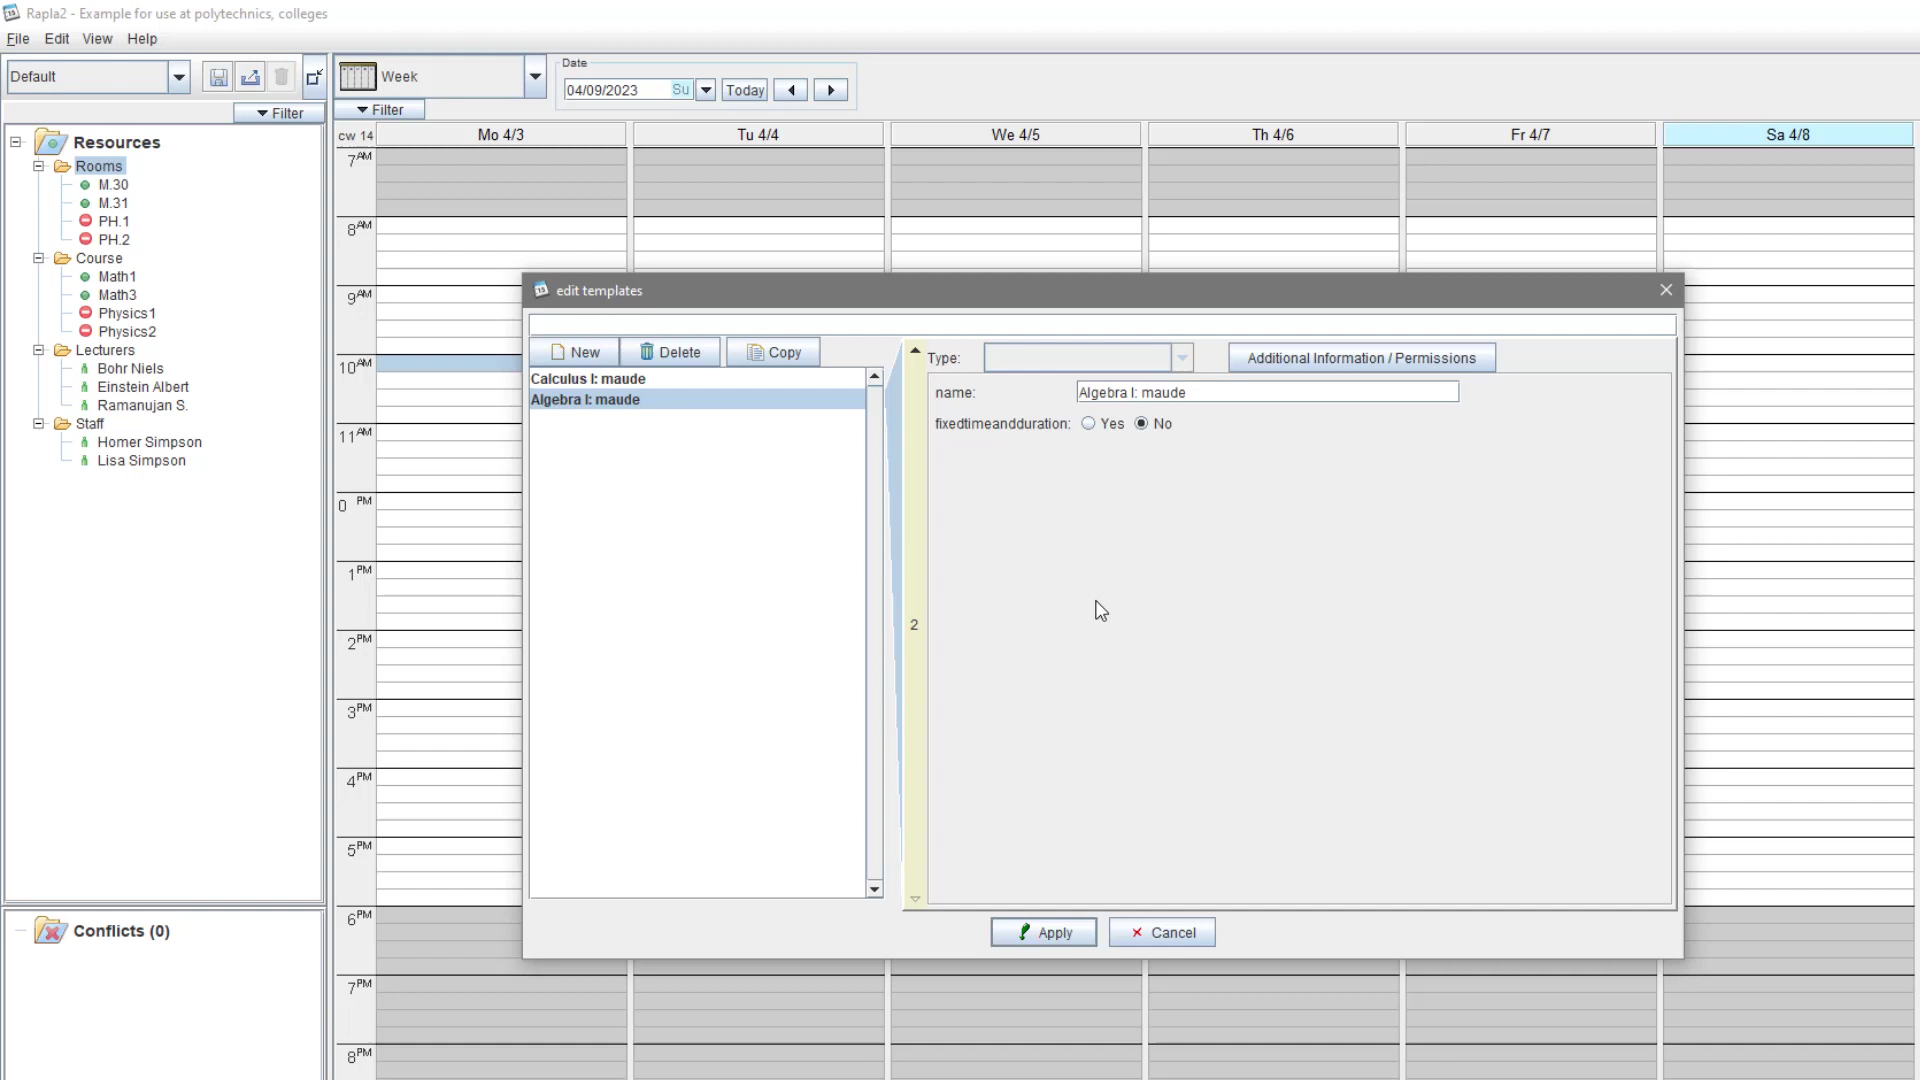 Rapla2 - Example for use at polytechnics, colleges
File Edit View Help
Default
Filter
Resources
Rooms
M.30
M.31
PH.1
PH.2
Course
Math1
Math3
Physics1
Physics2
Lecturers
Bohr Niels
Einstein Albert
Ramanujan S.
Staff
Homer Simpson
Lisa Simpson
Conflicts (0)
Week
Date
04/09/2023 Su Today
Filter
cw 14 Mo 4/3 Tu 4/4 We 4/5 Th 4/6 Fr 4/7 Sa 4/8
7AM
8AM
9AM
10AM
11AM
0 PM
1PM
2PM
3PM
4PM
5PM
6PM
7PM
8PM
edit templates
New Delete Copy
Calculus I: maude
Algebra I: maude
2
Type: Additional Information / Permissions
name: Algebra I: maude
fixedtimeandduration: Yes No
Apply Cancel